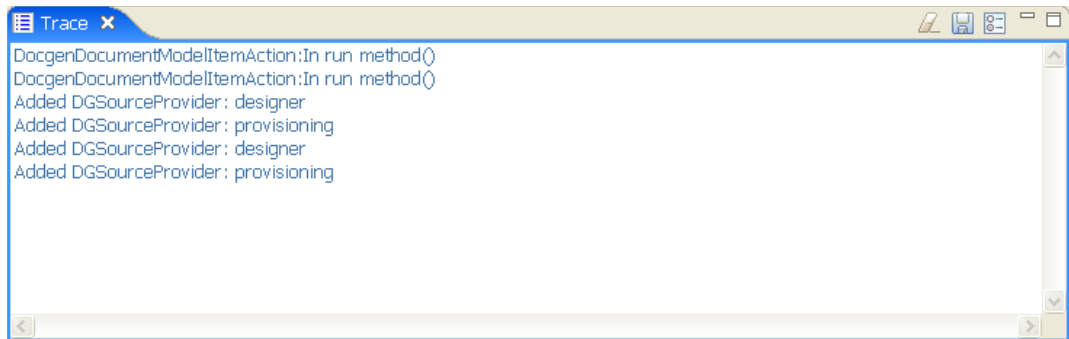 Trace
DocgenDocumentModelItemAction:In run method()
DocgenDocumentModelItemAction:In run method()
Added DGSourceProvider: designer
Added DGSourceProvider: provisioning
Added DGSourceProvider: designer
Added DGSourceProvider: provisioning